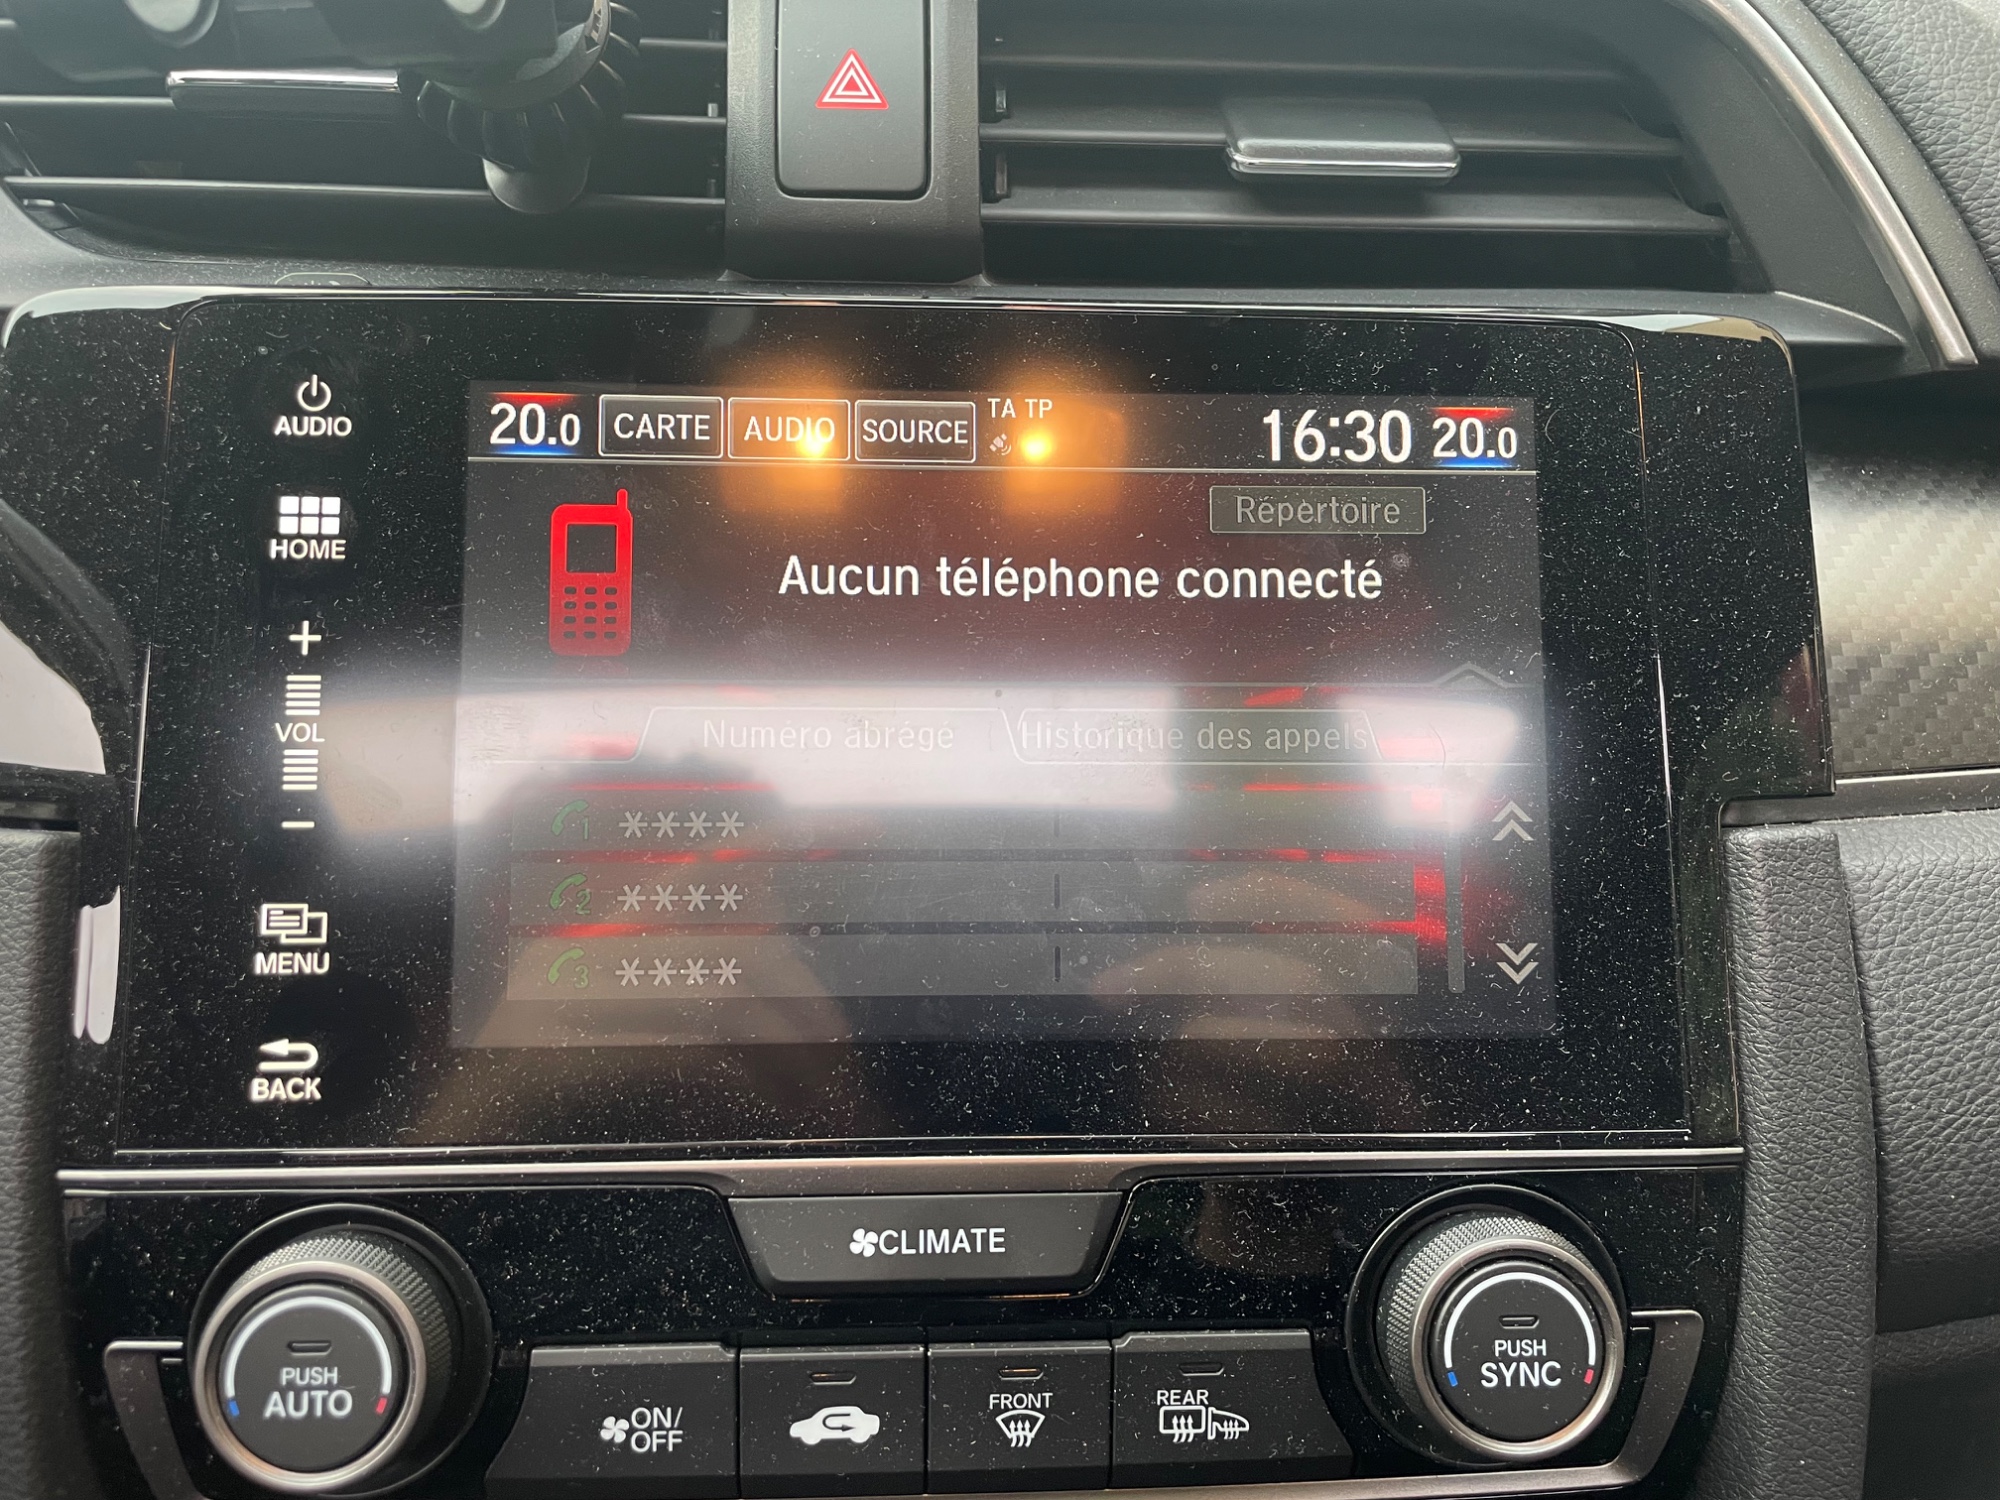 AUDIO
HOME
VOL
MENU
BACK
20.0 CARTE AUDIO SOURCE TA TP 16:30 20.0
Répertoire
Aucun téléphone connecté
Numéro abrégé Historique des appels
1 ****
2 ****
3 ****
CLIMATE
PUSH
AUTO
ON/
OFF
FRONT
REAR
PUSH
SYNC